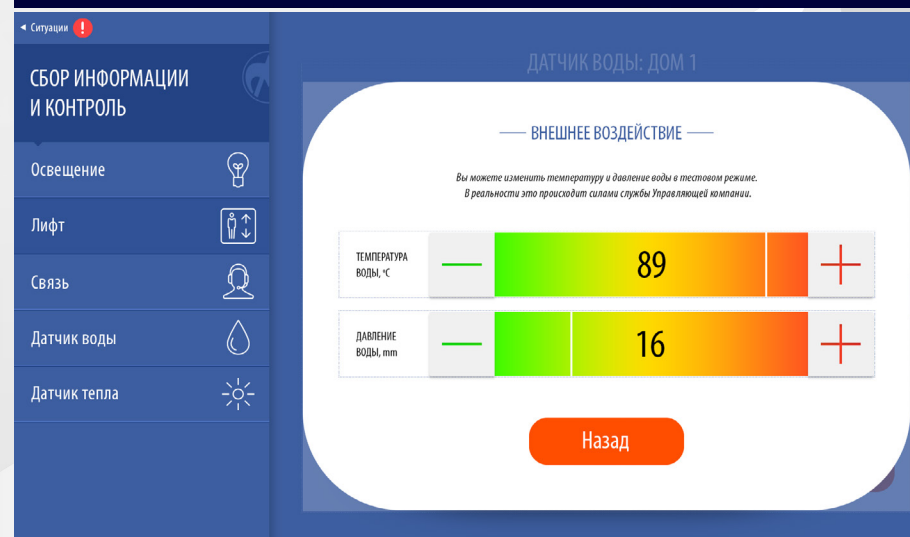 Ситуации
СБОР ИНФОРМАЦИИ
И КОНТРОЛЬ
Освещение
Лифт
Связь
Датчик воды
Датчик тепла
ДАТЧИК ВОДЫ: ДОМ 1
ВНЕШНЕЕ ВОЗДЕЙСТВИЕ
Вы можете изменить температуру и давление воды в тестовом режиме.
В реальности это происходит силами службы Управляющей компании.
ТЕМПЕРАТУРА
ВОДЫ, °C
89
ДАВЛЕНИЕ
ВОДЫ, mm
16
Назад